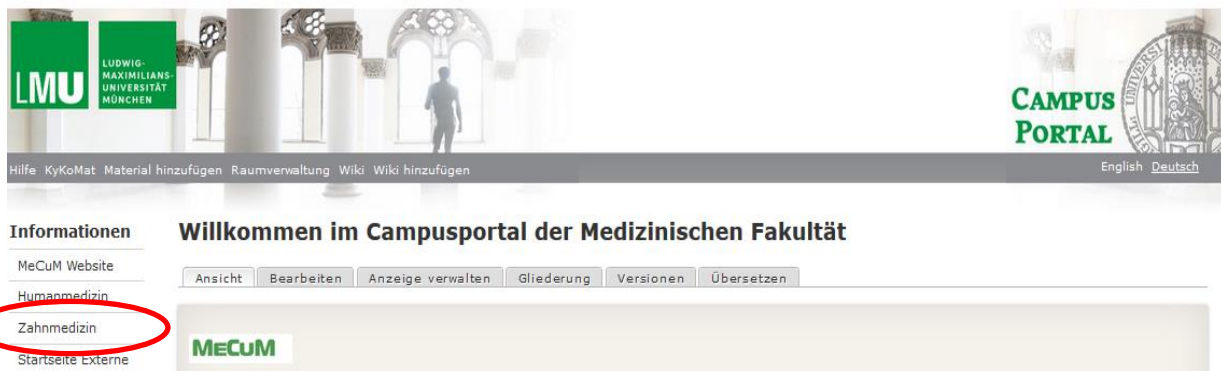 LMU
LUDWIG-
MAXIMILIANS-
UNIVERSITÄT
MÜNCHEN
CAMPUS
PORTAL
Hilfe KyKoMat Material hinzufügen Raumverwaltung Wiki Wiki hinzufügen
English Deutsch
Informationen
Willkommen im Campusportal der Medizinischen Fakultät
MeCuM Website
Ansicht Bearbeiten Anzeige verwalten Gliederung Versionen Übersetzen
Humanmedizin
Zahnmedizin
MECUM
Startseite Externe